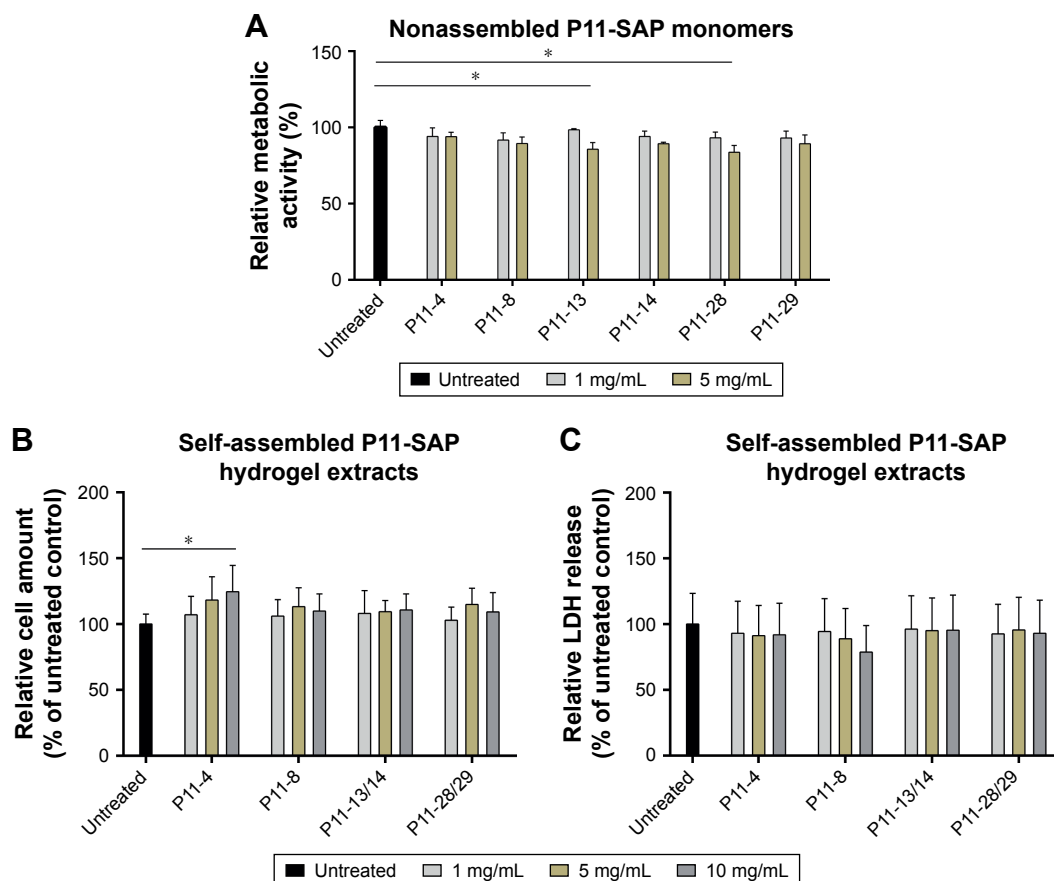 A
Nonassembled P11-SAP monomers
Relative metabolic
activity (%)
150
100
50
0
*
*
Untreated
P11-4
P11-8
P11-13
P11-14
P11-28
P11-29
Untreated 1 mg/mL 5 mg/mL
B
Self-assembled P11-SAP
hydrogel extracts
Relative cell amount
(% of untreated control)
200
150
100
50
0
*
Untreated
P11-4
P11-8
P11-13/14
P11-28/29
C
Self-assembled P11-SAP
hydrogel extracts
Relative LDH release
(% of untreated control)
200
150
100
50
0
Untreated
P11-4
P11-8
P11-13/14
P11-28/29
Untreated 1 mg/mL 5 mg/mL 10 mg/mL